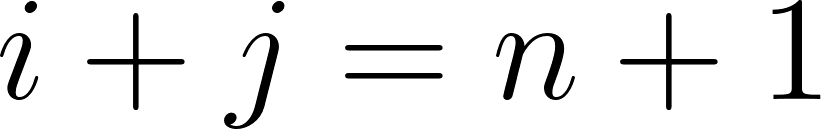 i + j = n + 1